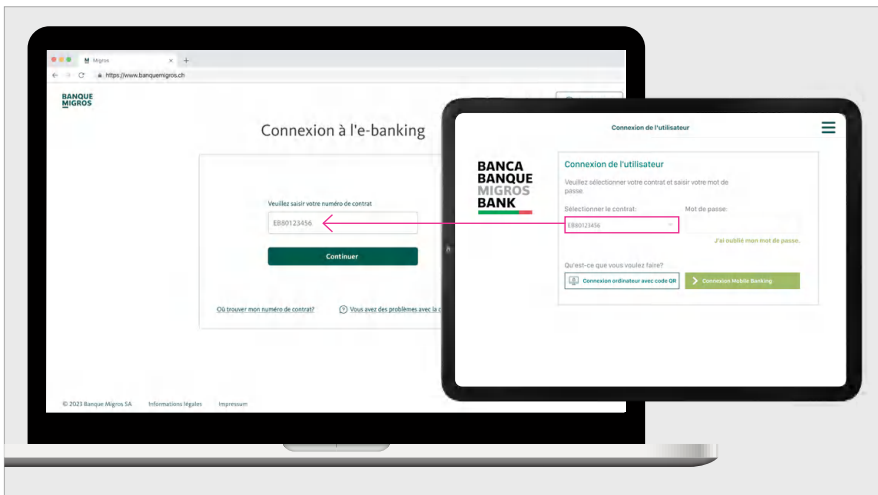 Migros
https://www.banquemigros.ch
BANQUE
MIGROS
Connexion à l'e-banking
Veuillez saisir votre numéro de contrat
EB80123456
Continuer
Où trouver mon numéro de contrat?
Vous avez des problèmes avec la
© 2023 Banque Migros SA
Informations légales
Impressum
Connexion de l'utilisateur
BANCA
BANQUE
MIGROS
BANK
Connexion de l'utilisateur
Veuillez sélectionner votre contrat et saisir votre mot de
passe.
Sélectionner le contrat:
Mot de passe:
EB80123456
J'ai oublié mon mot de passe.
Qu'est-ce que vous voulez faire?
Connexion ordinateur avec code QR
Connexion Mobile Banking